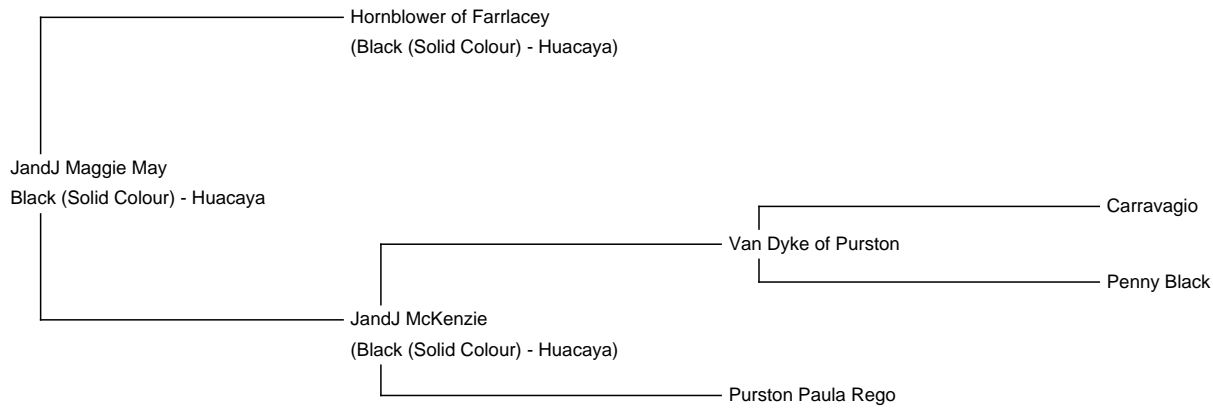 Hornblower of Farrlacey
(Black (Solid Colour) - Huacaya)
JandJ Maggie May
Black (Solid Colour) - Huacaya
Carravagio
Van Dyke of Purston
Penny Black
JandJ McKenzie
(Black (Solid Colour) - Huacaya)
Purston Paula Rego